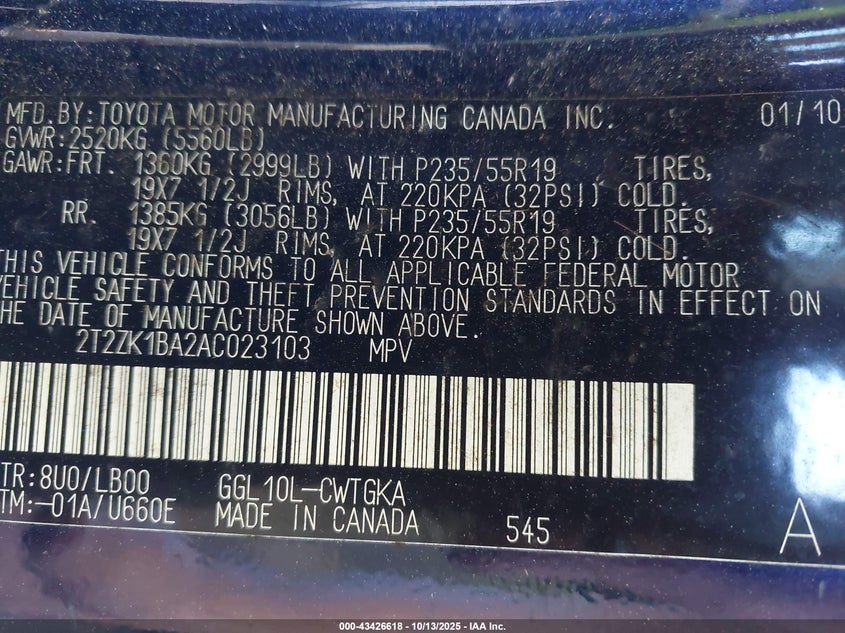 MFD.BY:TOYOTA MOTOR MANUFACTURING CANADA INC. 01/10
GVWR:2520KG (5560LB)
GAWR:FRT. 1360KG (2999LB) WITH P235/55R19 TIRES,
19X7 1/2J RIMS, AT 220KPA (32PSI) COLD.
RR. 1385KG (3056LB) WITH P235/55R19 TIRES,
19X7 1/2J RIMS, AT 220KPA (32PSI) COLD.
THIS VEHICLE CONFORMS TO ALL APPLICABLE FEDERAL MOTOR
VEHICLE SAFETY AND THEFT PREVENTION STANDARDS IN EFFECT ON
THE DATE OF MANUFACTURE SHOWN ABOVE.
2T2ZK1BA2AC023103 MPV
TR:8U0/LB00 GGL10L-CWTGKA
TM:-01A/U660E MADE IN CANADA 545 A
000-43426618 - 10/13/2025 - IAA Inc.